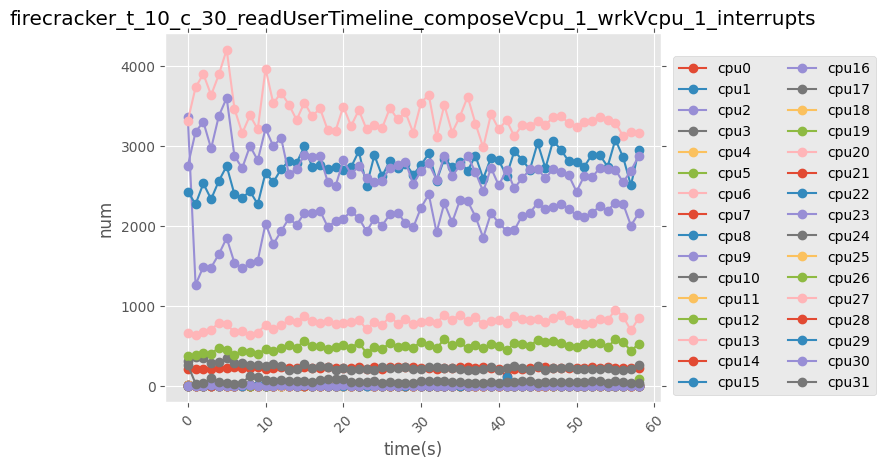 firecracker_t_10_c_30_readUserTimeline_composeVcpu_1_wrkVcpu_1_interrupts
4000
3000
2000
1000
0
num
0
10
20
30
40
50
60
time(s)
cpu0
cpu1
cpu2
cpu3
cpu4
cpu5
cpu6
cpu7
cpu8
cpu9
cpu10
cpu11
cpu12
cpu13
cpu14
cpu15
cpu16
cpu17
cpu18
cpu19
cpu20
cpu21
cpu22
cpu23
cpu24
cpu25
cpu26
cpu27
cpu28
cpu29
cpu30
cpu31